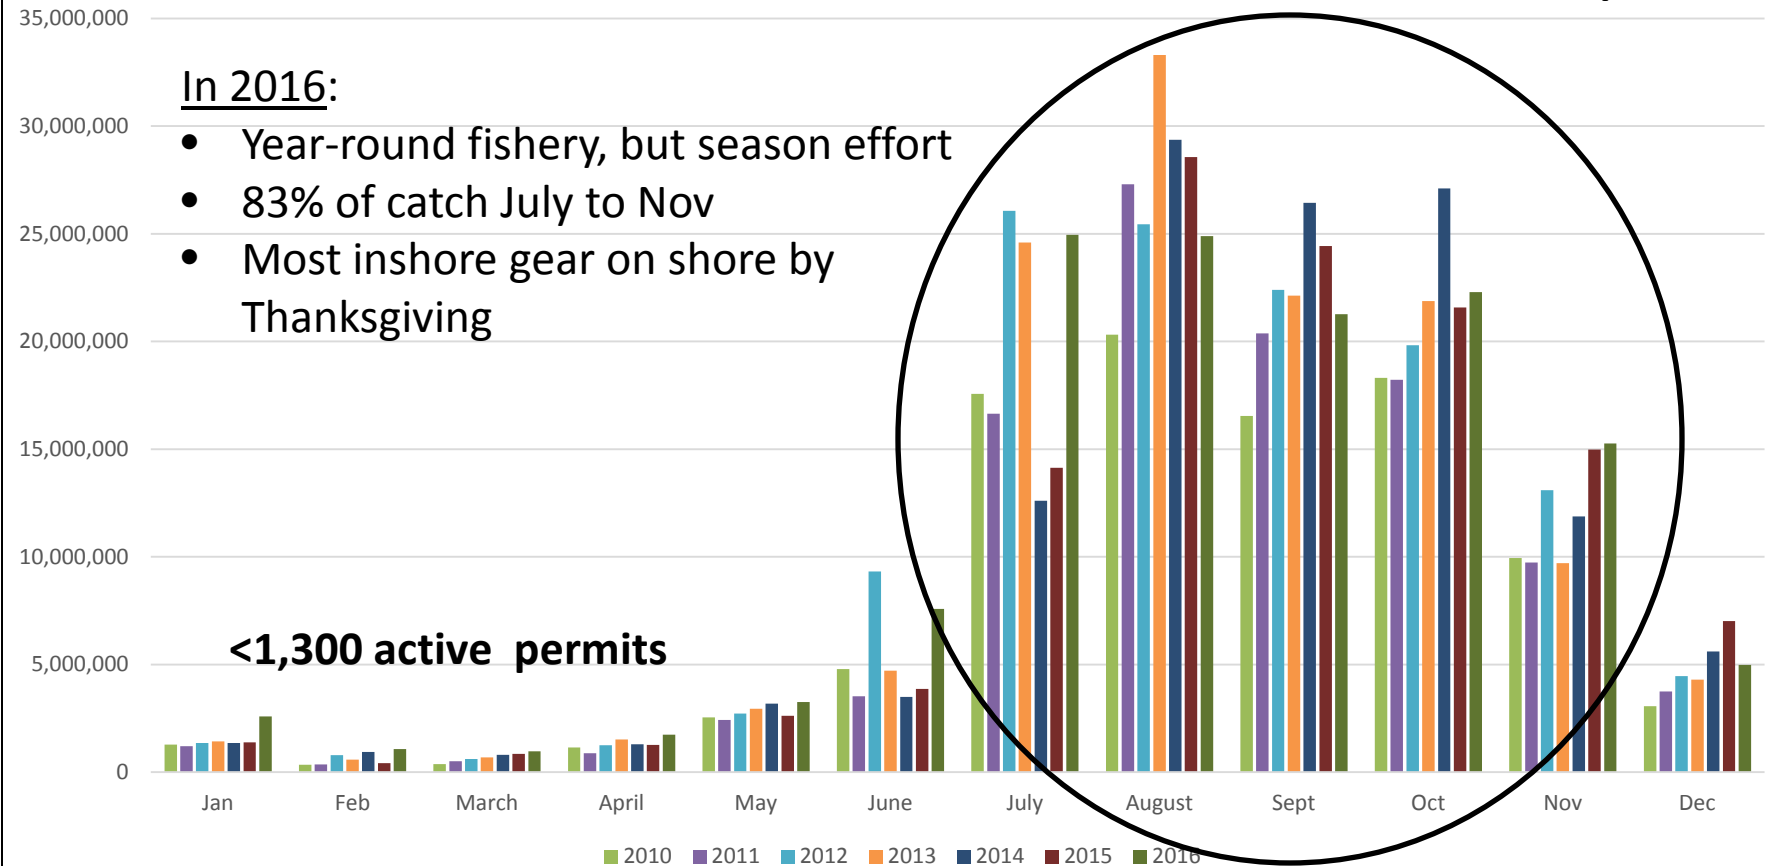 35,000,000
30,000,000
25,000,000
20,000,000
15,000,000
10,000,000
5,000,000
0
In 2016:
• Year-round fishery, but season effort
• 83% of catch July to Nov
• Most inshore gear on shore by
Thanksgiving
<1,300 active permits
Jan Feb March April May June July August Sept Oct Nov Dec
2010 2011 2012 2013 2014 2015 2016